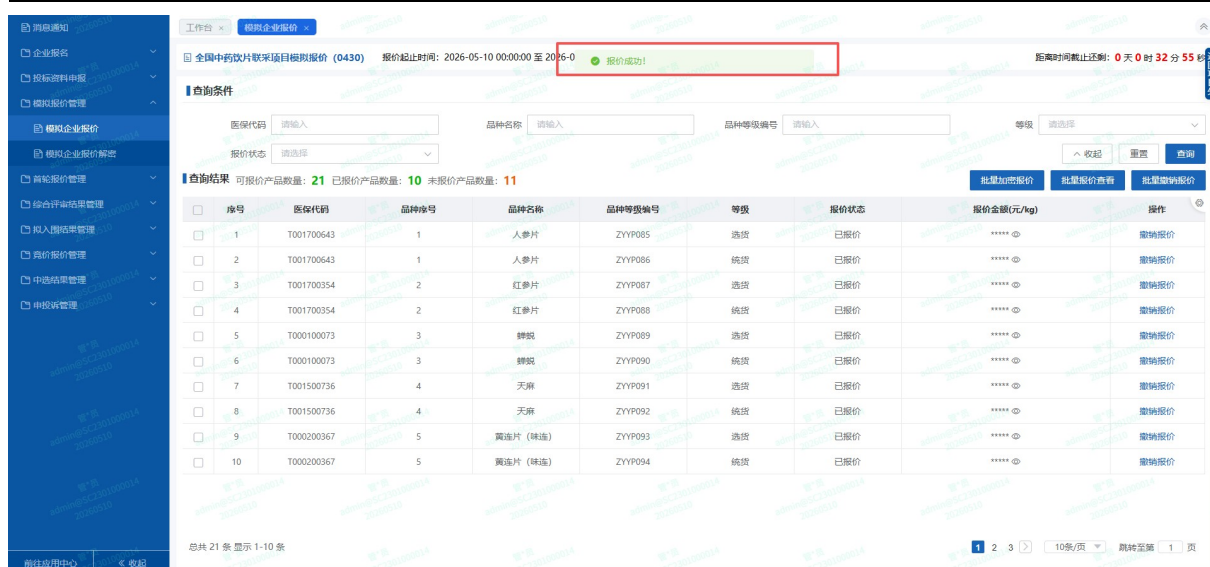 消息通知
企业报名
投标资料申报
模拟报价管理
模拟企业报价
模拟企业报价解密
首轮报价管理
综合评审结果管理
拟入围结果管理
竞价报价管理
中选结果管理
申投诉管理
前往应用中心 收起
工作台 × 模拟企业报价 ×
全国中药饮片联采项目模拟报价（0430） 报价起止时间：2026-05-10 00:00:00 至 2026-0
报价成功！
距离时间截止还剩：0 天 0 时 32 分 55 秒
查询条件
医保代码 请输入 品种名称 请输入 品种等级编号 请输入 等级 请选择
报价状态 请选择 收起 重置 查询
查询结果 可报价产品数量：21 已报价产品数量：10 未报价产品数量：11 批量加密报价 批量报价查看 批量撤销报价
序号 医保代码 品种序号 品种名称 品种等级编号 等级 报价状态 报价金额(元/kg) 操作
1 T001700643 1 人参片 ZYYP085 选货 已报价 ***** 撤销报价
2 T001700643 1 人参片 ZYYP086 统货 已报价 ***** 撤销报价
3 T001700354 2 红参片 ZYYP087 选货 已报价 ***** 撤销报价
4 T001700354 2 红参片 ZYYP088 统货 已报价 ***** 撤销报价
5 T000100073 3 蝉蜕 ZYYP089 选货 已报价 ***** 撤销报价
6 T000100073 3 蝉蜕 ZYYP090 统货 已报价 ***** 撤销报价
7 T001500736 4 天麻 ZYYP091 选货 已报价 ***** 撤销报价
8 T001500736 4 天麻 ZYYP092 统货 已报价 ***** 撤销报价
9 T000200367 5 黄连片（味连） ZYYP093 选货 已报价 ***** 撤销报价
10 T000200367 5 黄连片（味连） ZYYP094 统货 已报价 ***** 撤销报价
总共 21 条 显示 1-10 条 1 2 3 10条/页 跳转至第 1 页